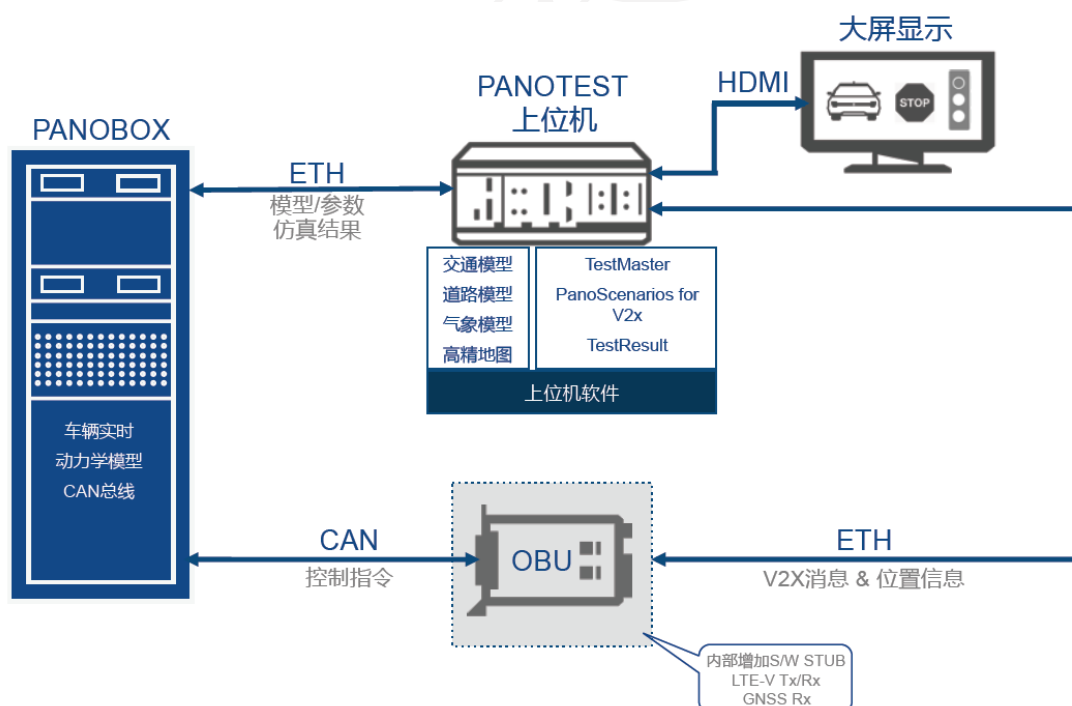 大屏显示
PANOTEST
上位机
HDMI
STOP
PANOBOX
ETH
模型/参数
仿真结果
交通模型
道路模型
气象模型
高精地图
TestMaster
PanoScenarios for
V2x
TestResult
上位机软件
车辆实时
动力学模型
CAN总线
CAN
控制指令
OBU
ETH
V2X消息 & 位置信息
内部增加S/W STUB
LTE-V Tx/Rx
GNSS Rx